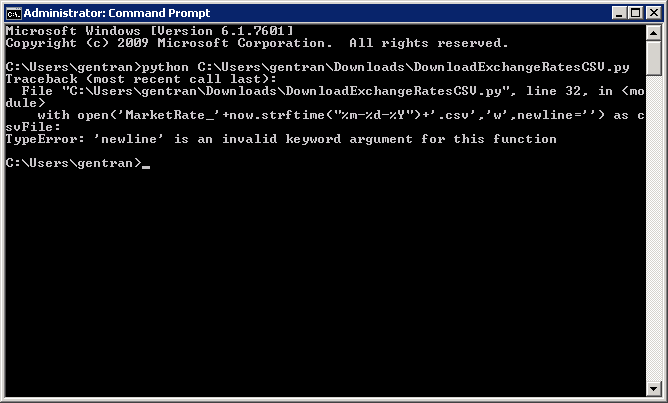 Administrator: Command Prompt
Microsoft Windows [Version 6.1.7601]
Copyright (c) 2009 Microsoft Corporation.  All rights reserved.
C:\Users\gentran>python C:\Users\gentran\Downloads\DownloadExchangeRatesCSV.py
Traceback (most recent call last):
  File "C:\Users\gentran\Downloads\DownloadExchangeRatesCSV.py", line 32, in <mo
dule>
    with open('MarketRate_'+now.strftime("%m-%d-%Y")+'.csv','w',newline='') as c
svFile:
TypeError: 'newline' is an invalid keyword argument for this function
C:\Users\gentran>_